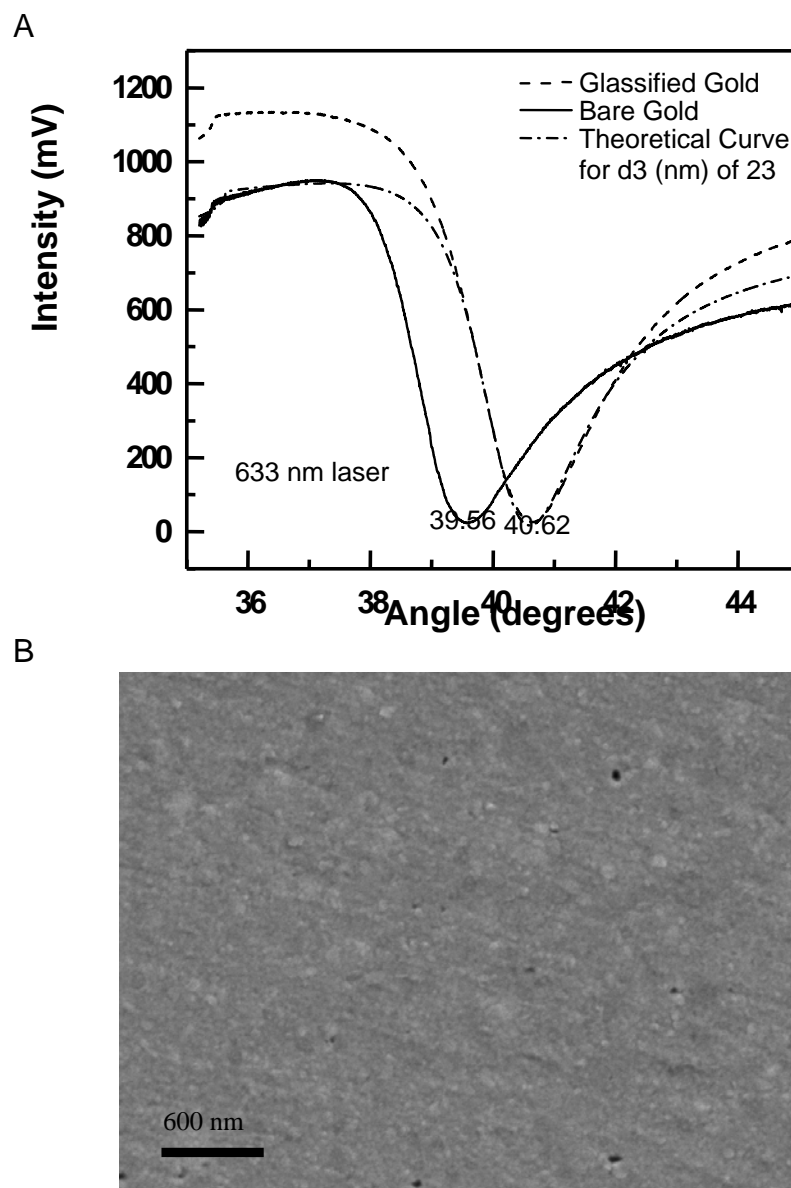 A
Intensity (mV)
1200
1000
800
600
400
200
0
Glassified Gold
Bare Gold
Theoretical Curve
for d3 (nm) of 23
633 nm laser
39.56
40.62
36
38
40
42
44
Angle (degrees)
B
600 nm